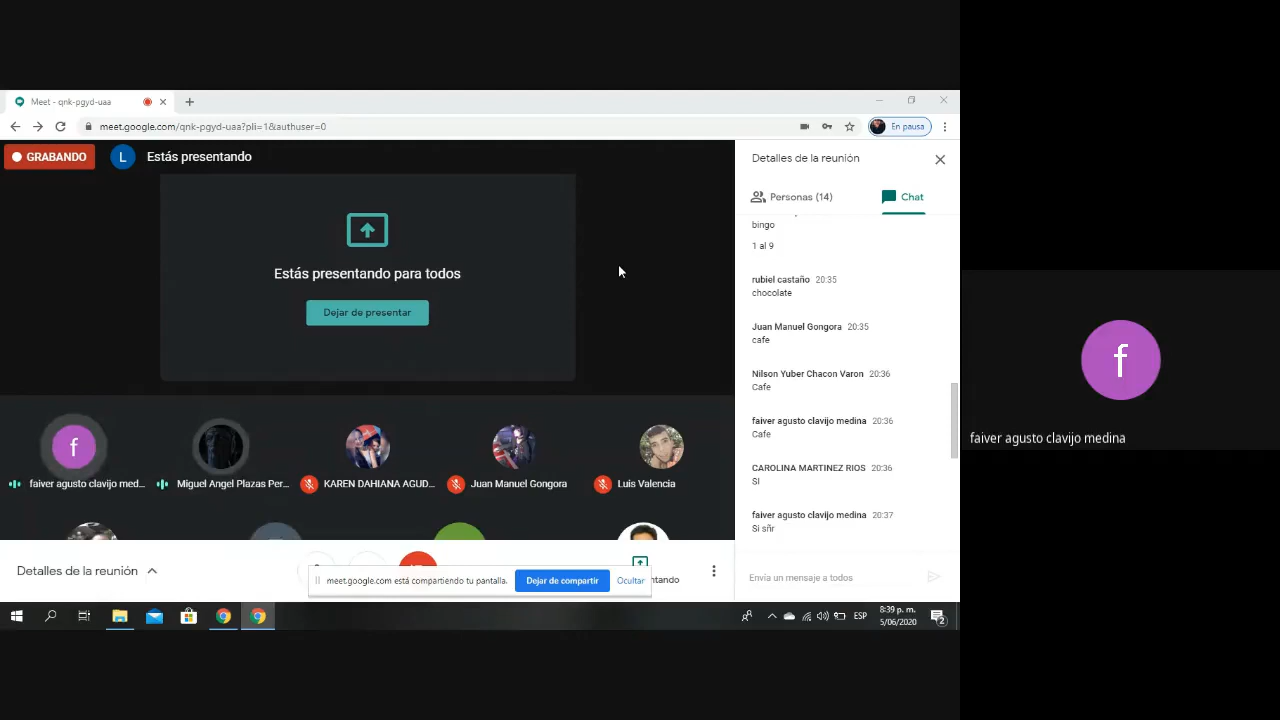 Meet - qnk-pgyd-uaa
meet.google.com/qnk-pgyd-uaa?pli=1&authuser=0
En pausa
GRABANDO
L
Estás presentando
Estás presentando para todos
Dejar de presentar
Detalles de la reunión
Personas (14)
Chat
bingo
1 al 9
rubiel castaño 20:35
chocolate
Juan Manuel Gongora 20:35
cafe
Nilson Yuber Chacon Varon 20:36
Cafe
faiver agusto clavijo medina 20:36
Cafe
CAROLINA MARTINEZ RIOS 20:36
SI
faiver agusto clavijo medina 20:37
Si sñr
Envía un mensaje a todos
f
faiver agusto clavijo med...
Miguel Angel Plazas Per...
KAREN DAHIANA AGUD...
Juan Manuel Gongora
Luis Valencia
Detalles de la reunión
meet.google.com está compartiendo tu pantalla.
Dejar de compartir
Ocultar
ntando
ESP
8:39 p. m.
5/06/2020
2
f
faiver agusto clavijo medina